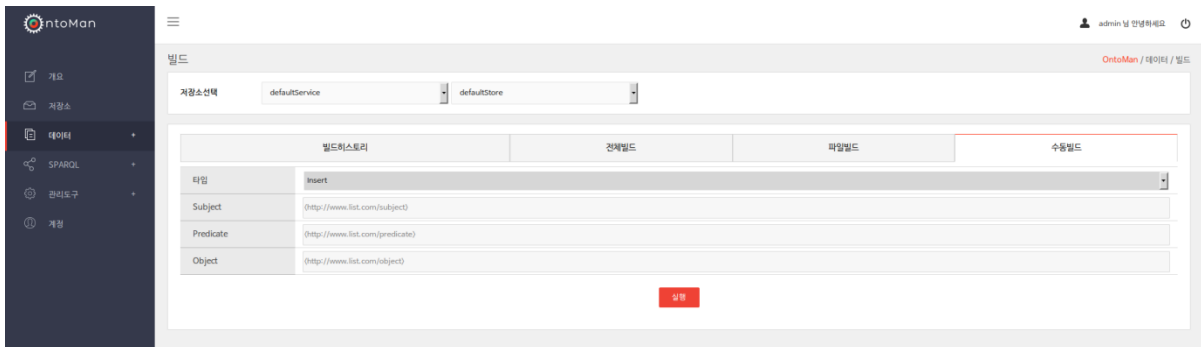 OntoMan
admin 님 안녕하세요
개요
저장소
데이터 +
SPARQL +
관리도구 +
계정
빌드
OntoMan / 데이터 / 빌드
저장소선택 defaultService defaultStore
빌드히스토리 전체빌드 파일빌드 수동빌드
타입 Insert
Subject (http://www.list.com/subject)
Predicate (http://www.list.com/predicate)
Object (http://www.list.com/object)
실행